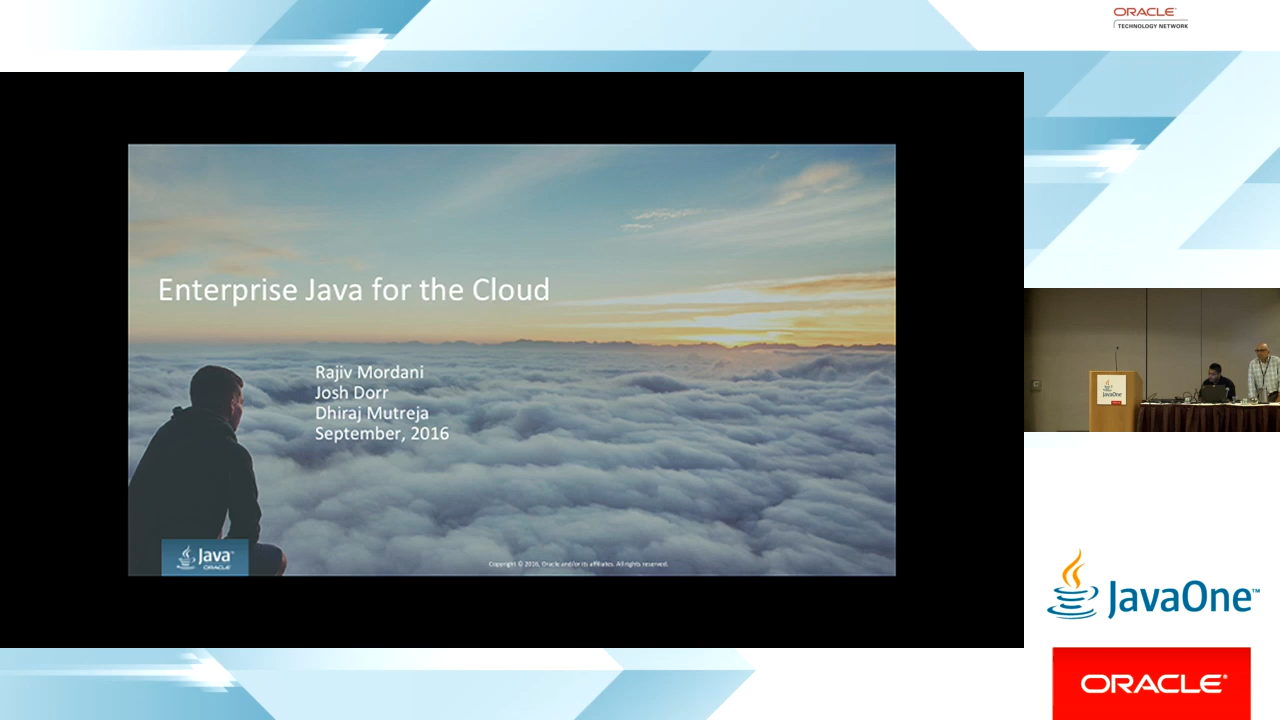 ORACLE
TECHNOLOGY NETWORK
Enterprise Java for the Cloud
Rajiv Mordani
Josh Dorr
Dhiraj Mutreja
September, 2016
Java
ORACLE
Copyright © 2016, Oracle and/or its affiliates. All rights reserved.
JavaOne
JavaOne™
ORACLE®